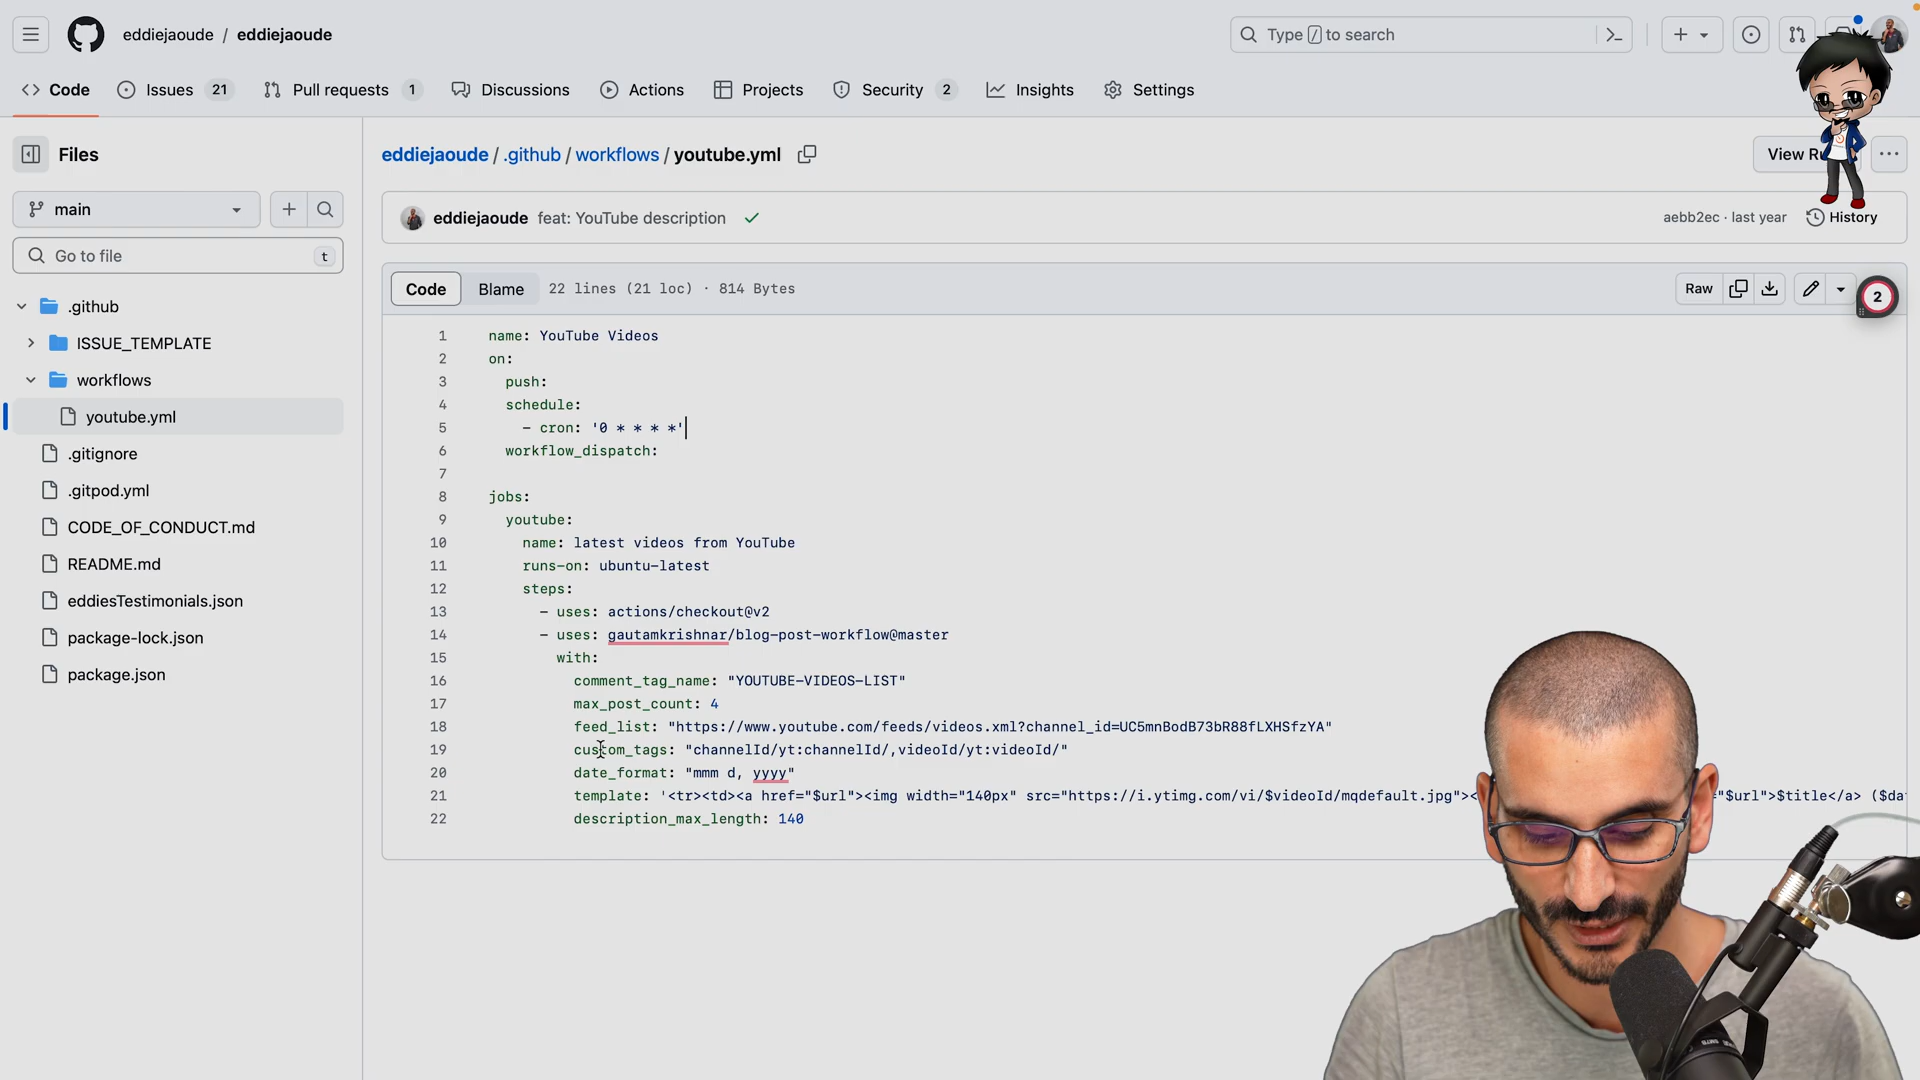 eddiejaoude / eddiejaoude
Type / to search
Code
Issues 21
Pull requests 1
Discussions
Actions
Projects
Security 2
Insights
Settings
Files
main
Go to file
t
.github
ISSUE_TEMPLATE
workflows
youtube.yml
.gitignore
.gitpod.yml
CODE_OF_CONDUCT.md
README.md
eddiesTestimonials.json
package-lock.json
package.json
eddiejaoude / .github / workflows / youtube.yml
View
eddiejaoude feat: YouTube description
aebb2ec · last year
History
Code
Blame
22 lines (21 loc) · 814 Bytes
Raw
2
1 name: YouTube Videos
2 on:
3 push:
4 schedule:
5 - cron: '0 * * * *'
6 workflow_dispatch:
7
8 jobs:
9 youtube:
10 name: latest videos from YouTube
11 runs-on: ubuntu-latest
12 steps:
13 - uses: actions/checkout@v2
14 - uses: gautamkrishnar/blog-post-workflow@master
15 with:
16 comment_tag_name: "YOUTUBE-VIDEOS-LIST"
17 max_post_count: 4
18 feed_list: "https://www.youtube.com/feeds/videos.xml?channel_id=UC5mnBodB73bR88fLXHSfzYA"
19 custom_tags: "channelId/yt:channelId/,videoId/yt:videoId/"
20 date_format: "mmm d, yyyy"
21 template: '<tr><td><a href="$url"><img width="140px" src="https://i.ytimg.com/vi/$videoId/mqdefault.jpg">< ="$url">$title</a> ($da
22 description_max_length: 140